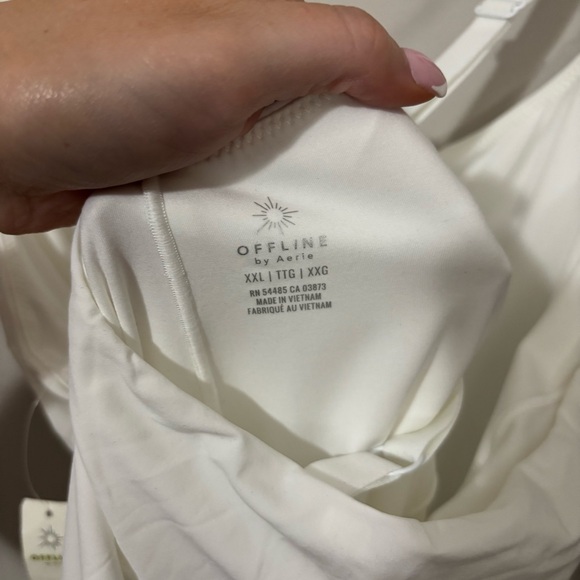 OFFLINE
by Aerie
XXL | TTG | XXG
RN 54485 CA 03873
MADE IN VIETNAM
FABRIQUÉ AU VIETNAM